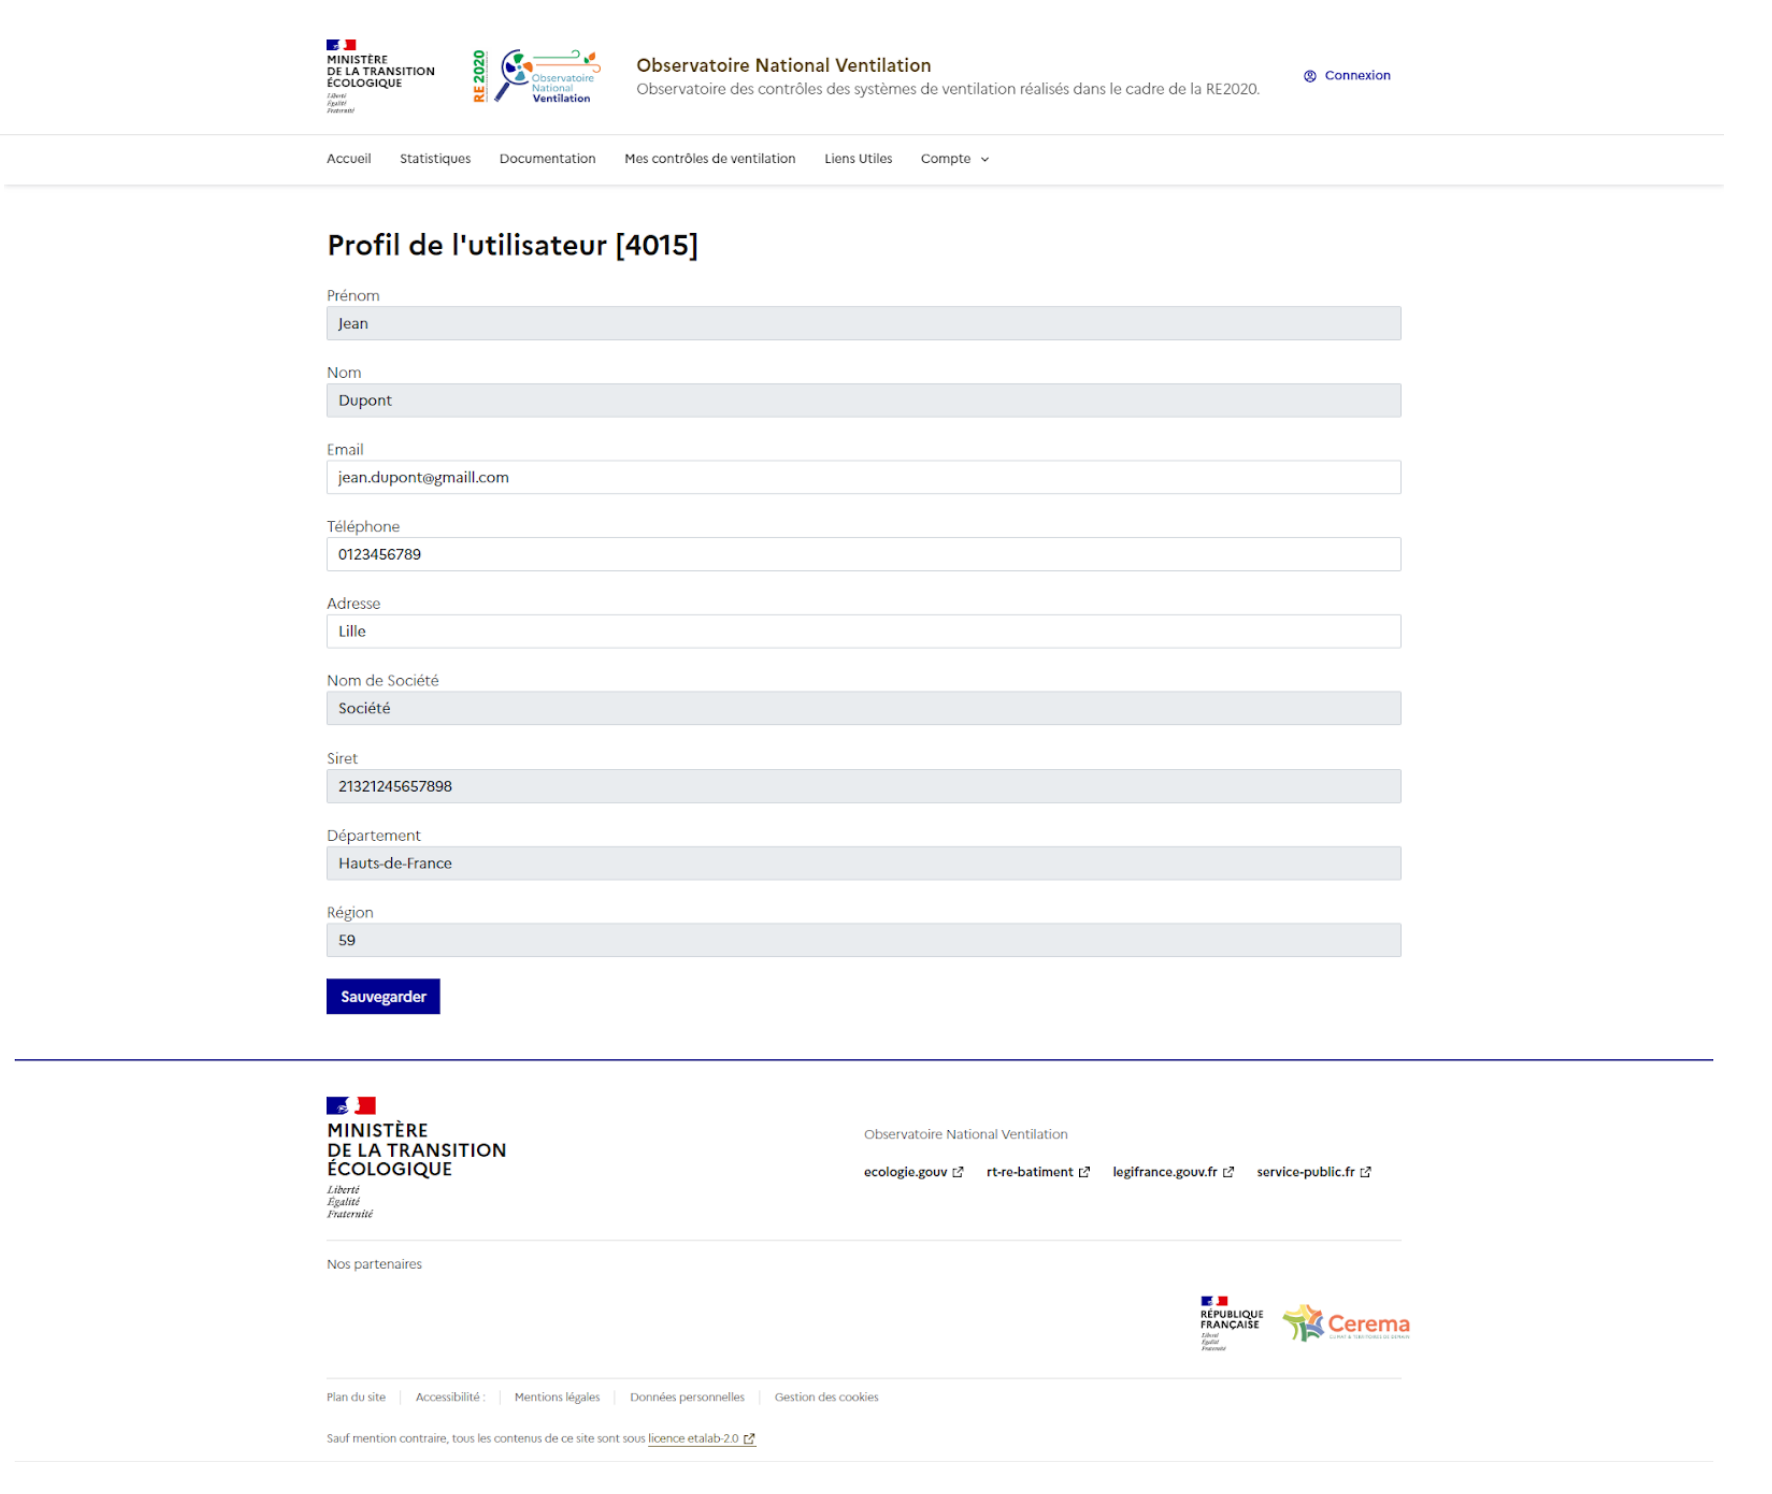 MINISTÈRE
DE LA TRANSITION
ÉCOLOGIQUE
Liberté
Égalité
Fraternité
RE2020
Observatoire
National
Ventilation
Observatoire National Ventilation
Observatoire des contrôles des systèmes de ventilation réalisés dans le cadre de la RE2020.
Connexion
Accueil Statistiques Documentation Mes contrôles de ventilation Liens Utiles Compte
Profil de l'utilisateur [4015]
Prénom
Jean
Nom
Dupont
Email
jean.dupont@gmaill.com
Téléphone
0123456789
Adresse
Lille
Nom de Société
Société
Siret
21321245657898
Département
Hauts-de-France
Région
59
Sauvegarder
MINISTÈRE
DE LA TRANSITION
ÉCOLOGIQUE
Liberté
Égalité
Fraternité
Observatoire National Ventilation
ecologie.gouv rt-re-batiment legifrance.gouv.fr service-public.fr
Nos partenaires
RÉPUBLIQUE
FRANÇAISE
Liberté
Égalité
Fraternité
Cerema
CLIMAT & TERRITOIRES DE DEMAIN
Plan du site Accessibilité : Mentions légales Données personnelles Gestion des cookies
Sauf mention contraire, tous les contenus de ce site sont sous licence etalab-2.0